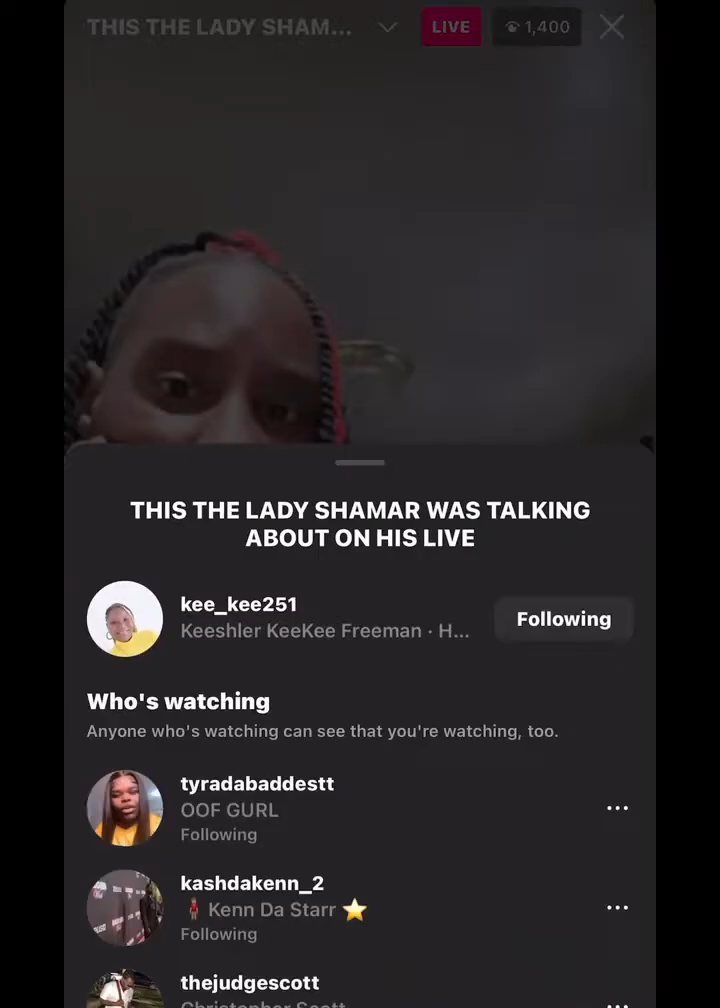 THIS THE LADY SHAM...
LIVE
1,400
THIS THE LADY SHAMAR WAS TALKING
ABOUT ON HIS LIVE
kee_kee251
Keeshler KeeKee Freeman · H...
Following
Who's watching
Anyone who's watching can see that you're watching, too.
tyradabaddestt
OOF GURL
Following
kashdakenn_2
Kenn Da Starr ⭐
Following
thejudgescott
Christopher Scott